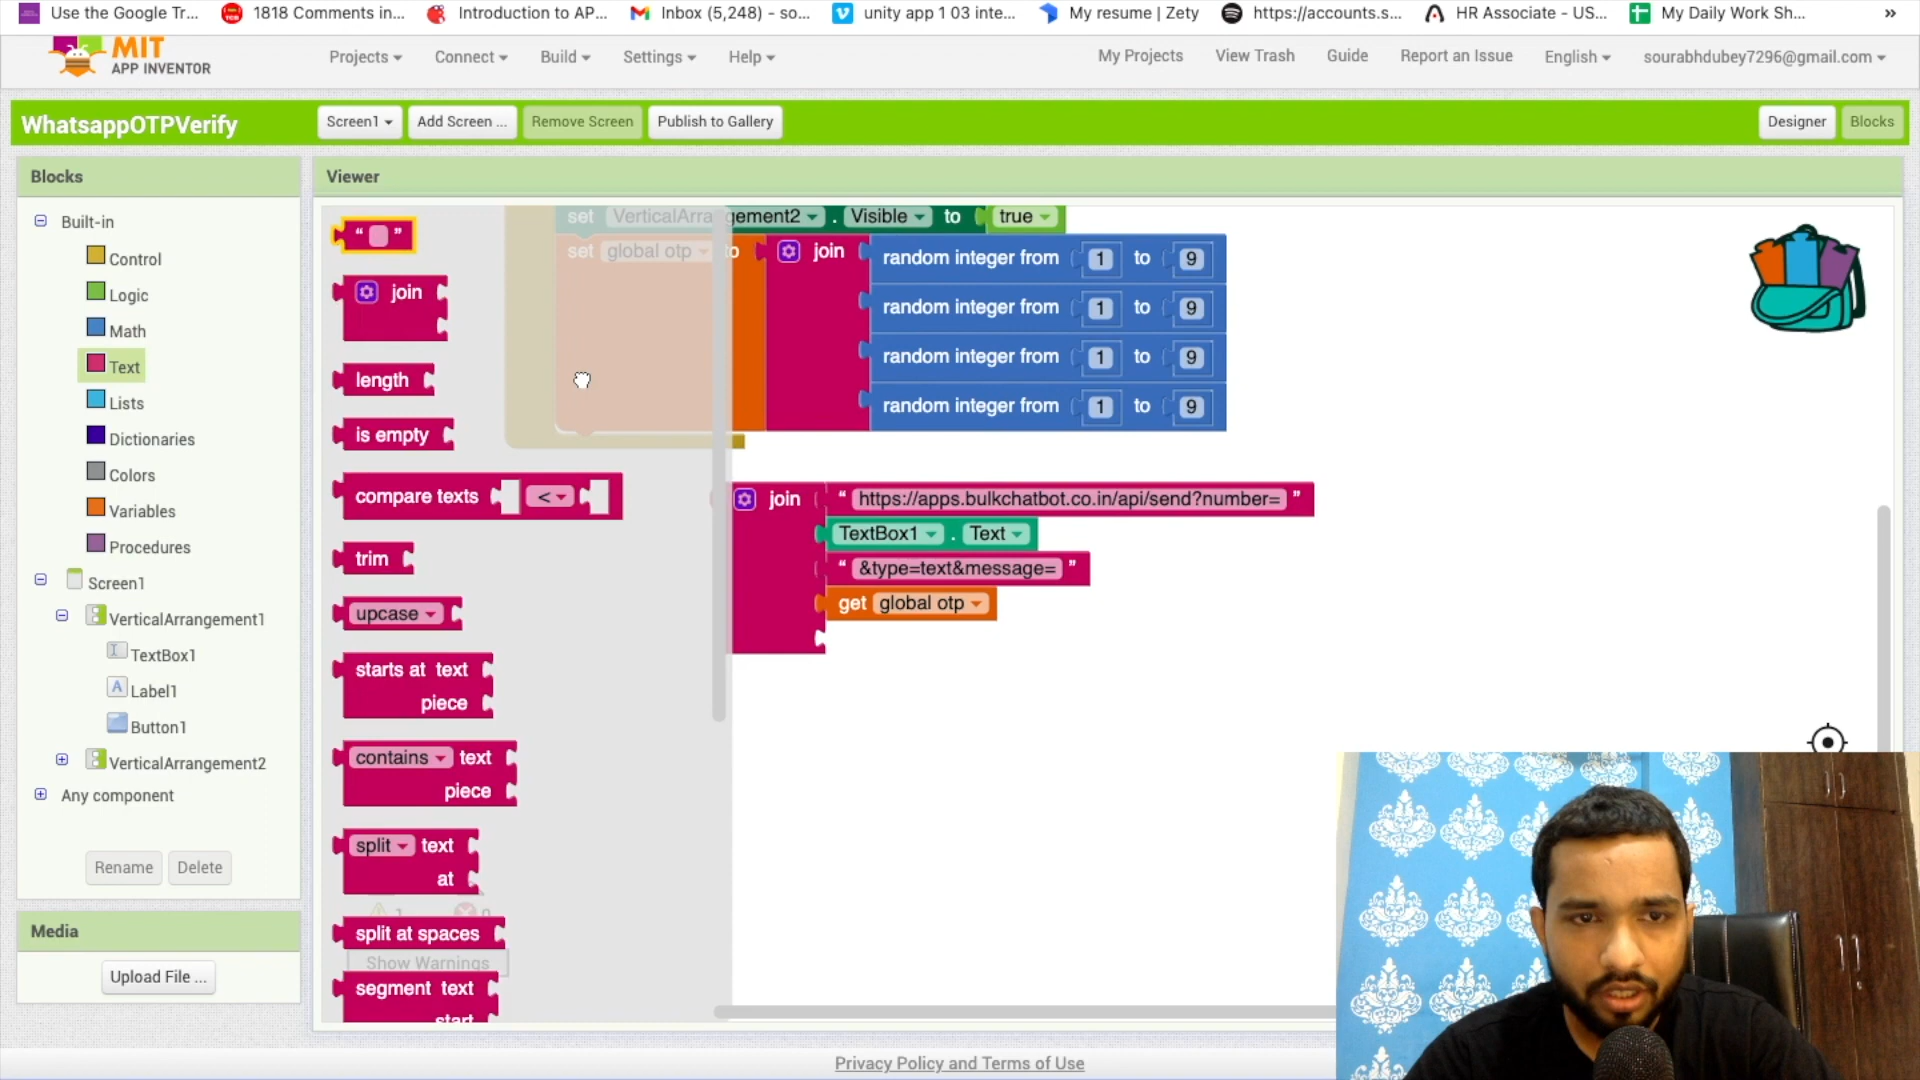 Use the Google Tr... 1818 Comments in... Introduction to AP... Inbox (5,248) - so... unity app 1 03 inte... My resume | Zety https://accounts.s... HR Associate - US... My Daily Work Sh... »
MIT
APP INVENTOR
Projects Connect Build Settings Help My Projects View Trash Guide Report an Issue English sourabhdubey7296@gmail.com
WhatsappOTPVerify Screen1 Add Screen ... Remove Screen Publish to Gallery Designer Blocks
Blocks
Viewer
Built-in
Control
Logic
Math
Text
Lists
Dictionaries
Colors
Variables
Procedures
Screen1
VerticalArrangement1
TextBox1
Label1
Button1
VerticalArrangement2
Any component
Rename Delete
Media
Upload File ...
“ ”
join
length
is empty
compare texts <
trim
upcase
starts at text
piece
contains text
piece
split text
at
split at spaces
Show Warnings
segment text
start
set VerticalArrangement2 . Visible to true
set global otp to join random integer from 1 to 9
random integer from 1 to 9
random integer from 1 to 9
random integer from 1 to 9
join “ https://apps.bulkchatbot.co.in/api/send?number= ”
TextBox1 . Text
“ &type=text&message= ”
get global otp
Privacy Policy and Terms of Use